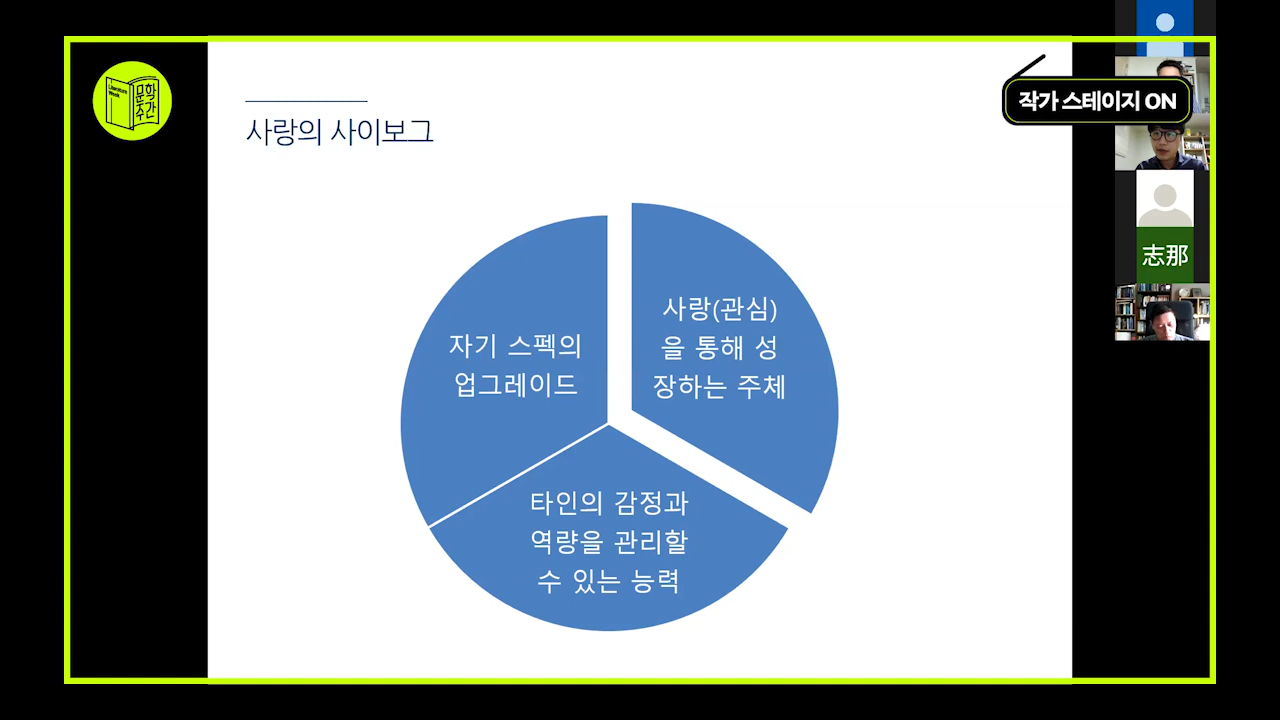 Literature
Week
문학
주간
작가 스테이지 ON
사랑의 사이보그
자기 스펙의
업그레이드
사랑(관심)
을 통해 성
장하는 주체
타인의 감정과
역량을 관리할
수 있는 능력
志那